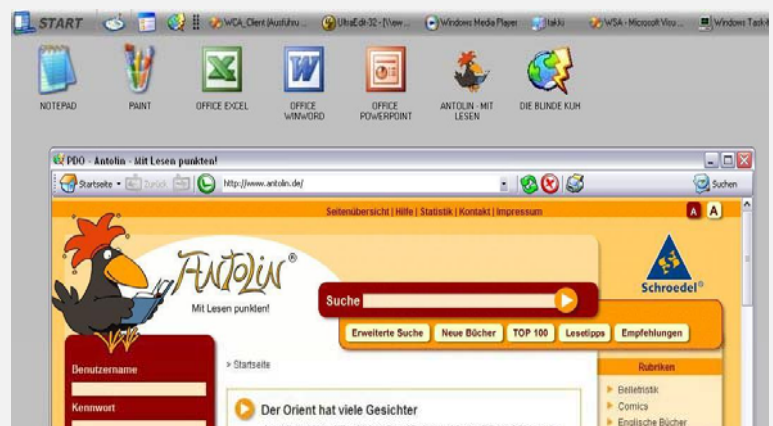 START
WCA_Client (Ausführu ...
UltraEdit-32 - [\\ew ...
Windows Media Player
takki
WSA - Microsoft Visu ...
Windows Task-
NOTEPAD
PAINT
OFFICE EXCEL
OFFICE WINWORD
OFFICE POWERPOINT
ANTOLIN - MIT LESEN
DIE BLINDE KUH
PDO - Antolin - Mit Lesen punkten!
Startseite
Zurück
http://www.antolin.de/
Suchen
Seitenübersicht | Hilfe | Statistik | Kontakt | Impressum
A A
ANTOLIN
Mit Lesen punkten!
Schroedel®
Suche
Erweiterte Suche
Neue Bücher
TOP 100
Lesetipps
Empfehlungen
Benutzername
Kennwort
> Startseite
Der Orient hat viele Gesichter
Rubriken
Belletristik
Comics
Englische Bücher